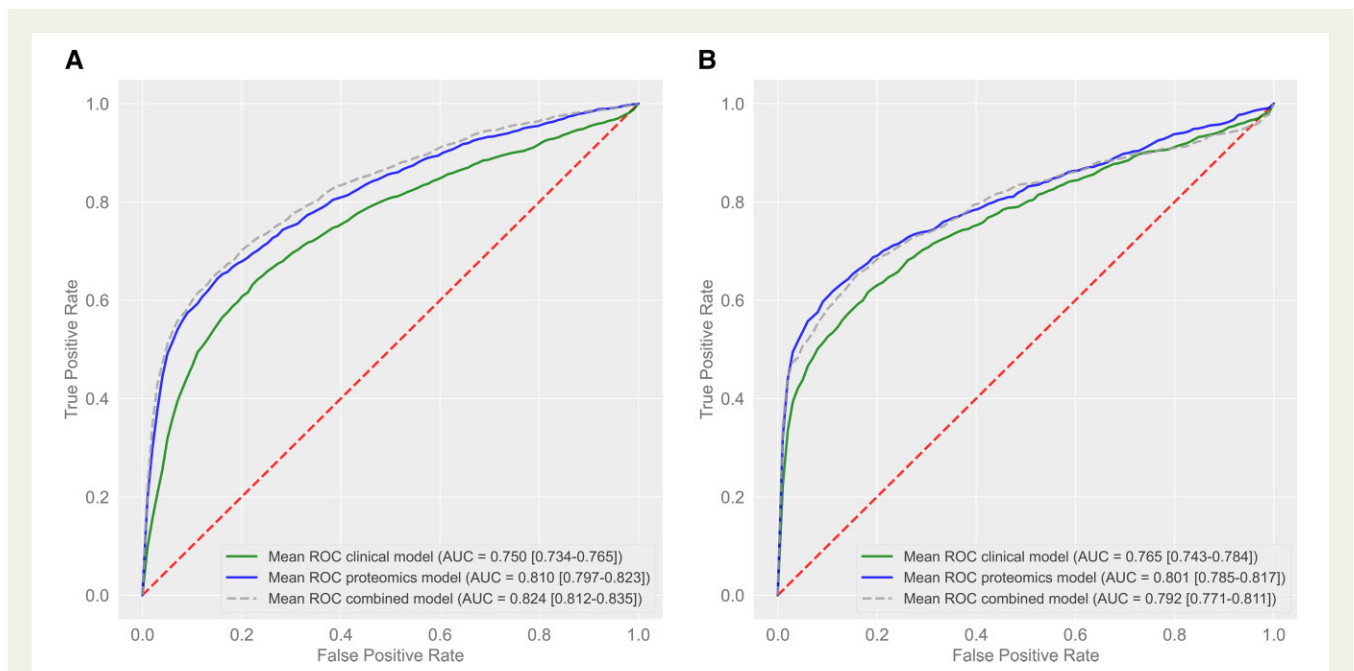 A
1.0
0.8
0.6
0.4
0.2
0.0
True Positive Rate
Mean ROC clinical model (AUC = 0.750 [0.734-0.765])
Mean ROC proteomics model (AUC = 0.810 [0.797-0.823])
Mean ROC combined model (AUC = 0.824 [0.812-0.835])
0.0 0.2 0.4 0.6 0.8 1.0
False Positive Rate
B
1.0
0.8
0.6
0.4
0.2
0.0
True Positive Rate
Mean ROC clinical model (AUC = 0.765 [0.743-0.784])
Mean ROC proteomics model (AUC = 0.801 [0.785-0.817])
Mean ROC combined model (AUC = 0.792 [0.771-0.811])
0.0 0.2 0.4 0.6 0.8 1.0
False Positive Rate